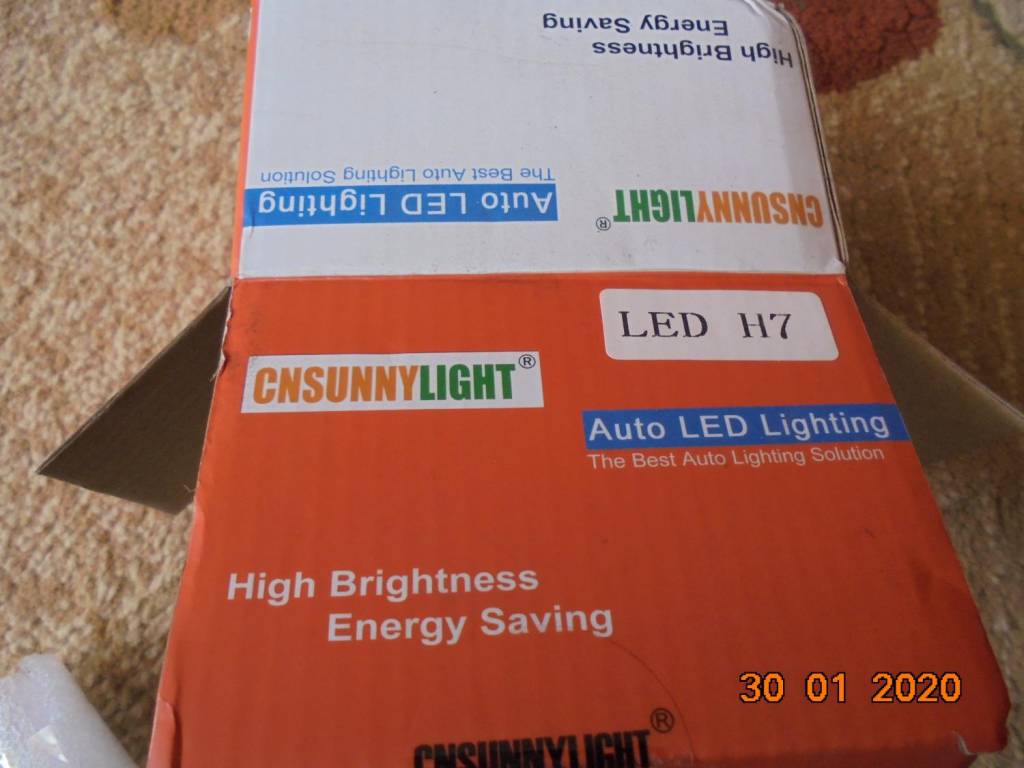 High Brightness
Energy Saving
CNSUNNYLIGHT®
Auto LED Lighting
The Best Auto Lighting Solution
LED H7
CNSUNNYLIGHT®
Auto LED Lighting
The Best Auto Lighting Solution
High Brightness
Energy Saving
CNSUNNYLIGHT®
30 01 2020